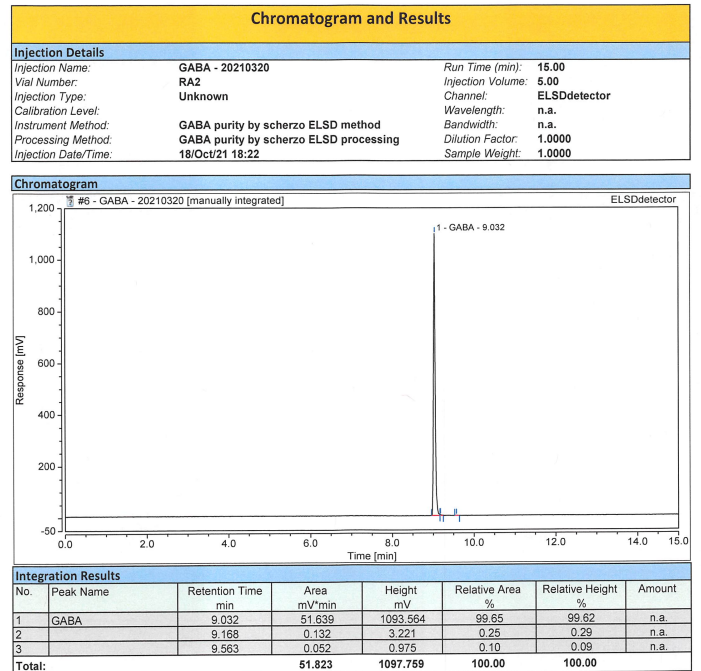 Chromatogram and Results
Injection Details
Injection Name: GABA - 20210320 Run Time (min): 15.00
Vial Number: RA2 Injection Volume: 5.00
Injection Type: Unknown Channel: ELSDdetector
Calibration Level: Wavelength: n.a.
Instrument Method: GABA purity by scherzo ELSD method Bandwidth: n.a.
Processing Method: GABA purity by scherzo ELSD processing Dilution Factor: 1.0000
Injection Date/Time: 18/Oct/21 18:22 Sample Weight: 1.0000
Chromatogram
#6 - GABA - 20210320 [manually integrated] ELSDdetector
1,200
1 - GABA - 9.032
1,000
800
600
400
200
-50
Response [mV]
0.0 2.0 4.0 6.0 8.0 10.0 12.0 14.0 15.0
Time [min]
Integration Results
No. Peak Name Retention Time Area Height Relative Area Relative Height Amount
min mV*min mV % %
1 GABA 9.032 51.639 1093.564 99.65 99.62 n.a.
2 9.168 0.132 3.221 0.25 0.29 n.a.
3 9.563 0.052 0.975 0.10 0.09 n.a.
Total: 51.823 1097.759 100.00 100.00